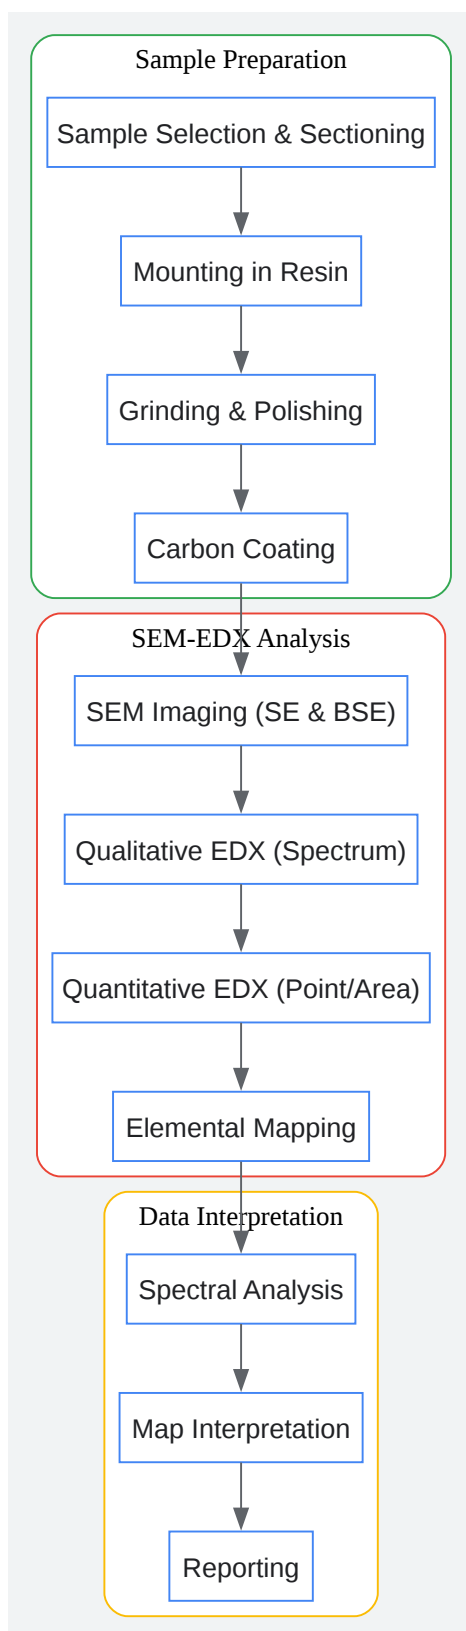 Sample Preparation
Sample Selection & Sectioning
Mounting in Resin
Grinding & Polishing
Carbon Coating
SEM-EDX Analysis
SEM Imaging (SE & BSE)
Qualitative EDX (Spectrum)
Quantitative EDX (Point/Area)
Elemental Mapping
Data Interpretation
Spectral Analysis
Map Interpretation
Reporting